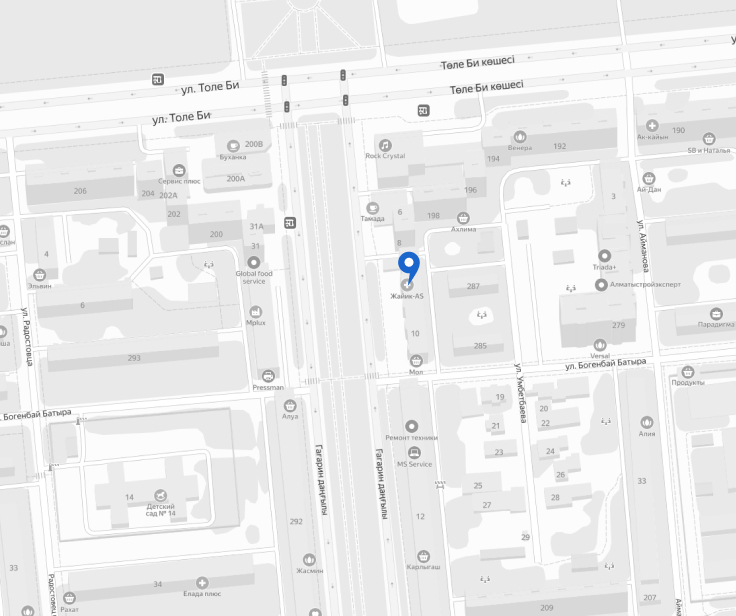 Төле Би көшесі
ул. Толе Би
Төле Би көшесі
ул. Толе Би
190
Ак-кайын
SB и Наталья
Венера
192
200В
Буханка
Rock Crystal
194
Сервис плюс
200А
206
204
202А
196
Ай-Дан
3
202
Тамада
6
198
Ахлима
31А
200
ул. Айманова
31
8
4
Global food
service
Triada+
Эльвин
Алматыстройэксперт
287
Жайик-AS
6
Mplux
Парадигма
279
ул. Радостовца
10
285
293
Versal
Моп
ул. Богенбай Батыра
Pressman
Продукты
ул. Умбетбаева
19
Алуа
20
Богенбай Батыра
21
22
Алия
Ремонт техники
23
24
MS Service
Гагарин даңғылы
Гагарин даңғылы
26
33
25
14
Детский
сад № 14
27
28
12
292
29
Жасмин
Карлыгаш
33
34
Елада плюс
207
Рахат
209